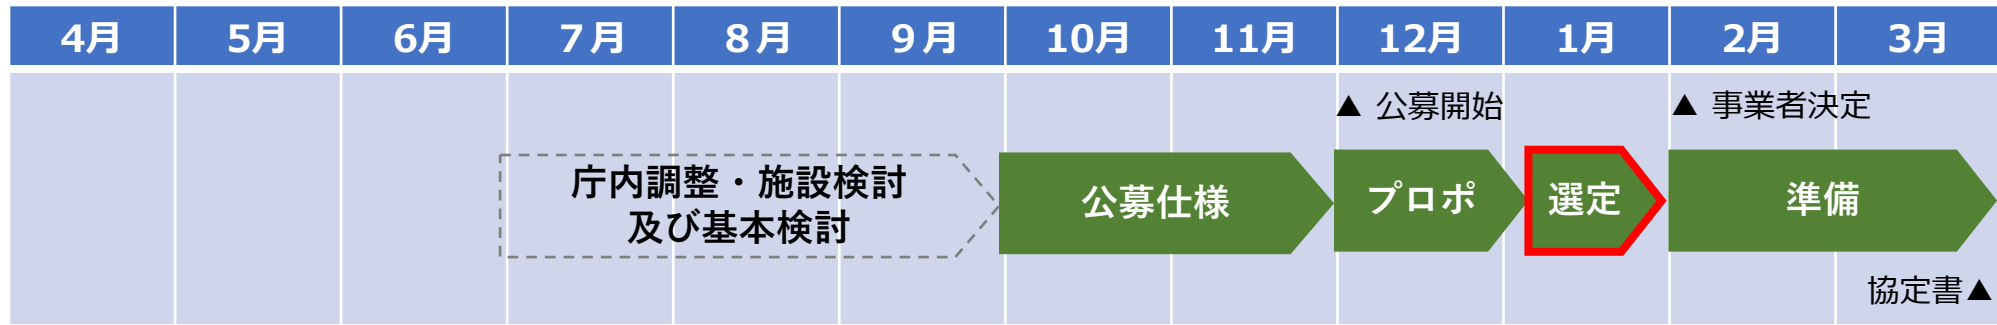 4月 5月 6月 7月 8月 9月 10月 11月 12月 1月 2月 3月
▲ 公募開始 ▲ 事業者決定
庁内調整・施設検討
及び基本検討
公募仕様
プロポ
選定
準備
協定書▲